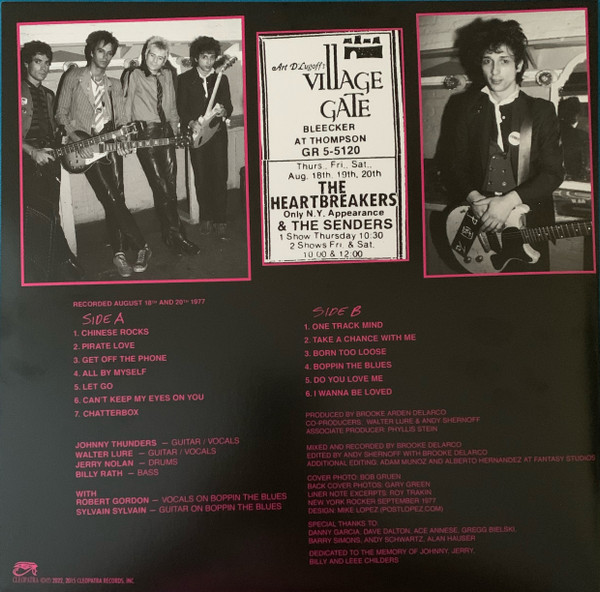 Art D'Lugoff's
VILLAGE
GATE
BLEECKER
AT THOMPSON
GR 5-5120
Thurs., Fri., Sat.,
Aug. 18th, 19th, 20th
THE
HEARTBREAKERS
Only N.Y. Appearance
& THE SENDERS
1 Show Thursday 10:30
2 Shows Fri. & Sat.
10:00 & 12:00
RECORDED AUGUST 18TH AND 20TH 1977
SIDE A
1. CHINESE ROCKS
2. PIRATE LOVE
3. GET OFF THE PHONE
4. ALL BY MYSELF
5. LET GO
6. CAN'T KEEP MY EYES ON YOU
7. CHATTERBOX
JOHNNY THUNDERS – GUITAR / VOCALS
WALTER LURE – GUITAR / VOCALS
JERRY NOLAN – DRUMS
BILLY RATH – BASS
WITH
ROBERT GORDON – VOCALS ON BOPPIN THE BLUES
SYLVAIN SYLVAIN – GUITAR ON BOPPIN THE BLUES
SIDE B
1. ONE TRACK MIND
2. TAKE A CHANCE WITH ME
3. BORN TOO LOOSE
4. BOPPIN THE BLUES
5. DO YOU LOVE ME
6. I WANNA BE LOVED
PRODUCED BY BROOKE ARDEN DELARCO
CO-PRODUCERS: WALTER LURE & ANDY SHERNOFF
ASSOCIATE PRODUCER: PHYLLIS STEIN
MIXED AND RECORDED BY BROOKE DELARCO
EDITED BY ANDY SHERNOFF WITH BROOKE DELARCO
ADDITIONAL EDITING: ADAM MUNOZ AND ALBERTO HERNANDEZ AT FANTASY STUDIOS
COVER PHOTO: BOB GRUEN
BACK COVER PHOTOS: GARY GREEN
LINER NOTE EXCERPTS: ROY TRAKIN
NEW YORK ROCKER SEPTEMBER 1977
DESIGN: MIKE LOPEZ (POSTLOPEZ.COM)
SPECIAL THANKS TO:
DANNY GARCIA, DAVE DALTON, ACE ANNESE, GREGG BIELSKI,
BARRY SIMONS, ANDY SCHWARTZ, ALAN HAUSER
DEDICATED TO THE MEMORY OF JOHNNY, JERRY,
BILLY AND LEEE CHILDERS
CLEOPATRA ©℗ 2022, 2015 CLEOPATRA RECORDS, INC.